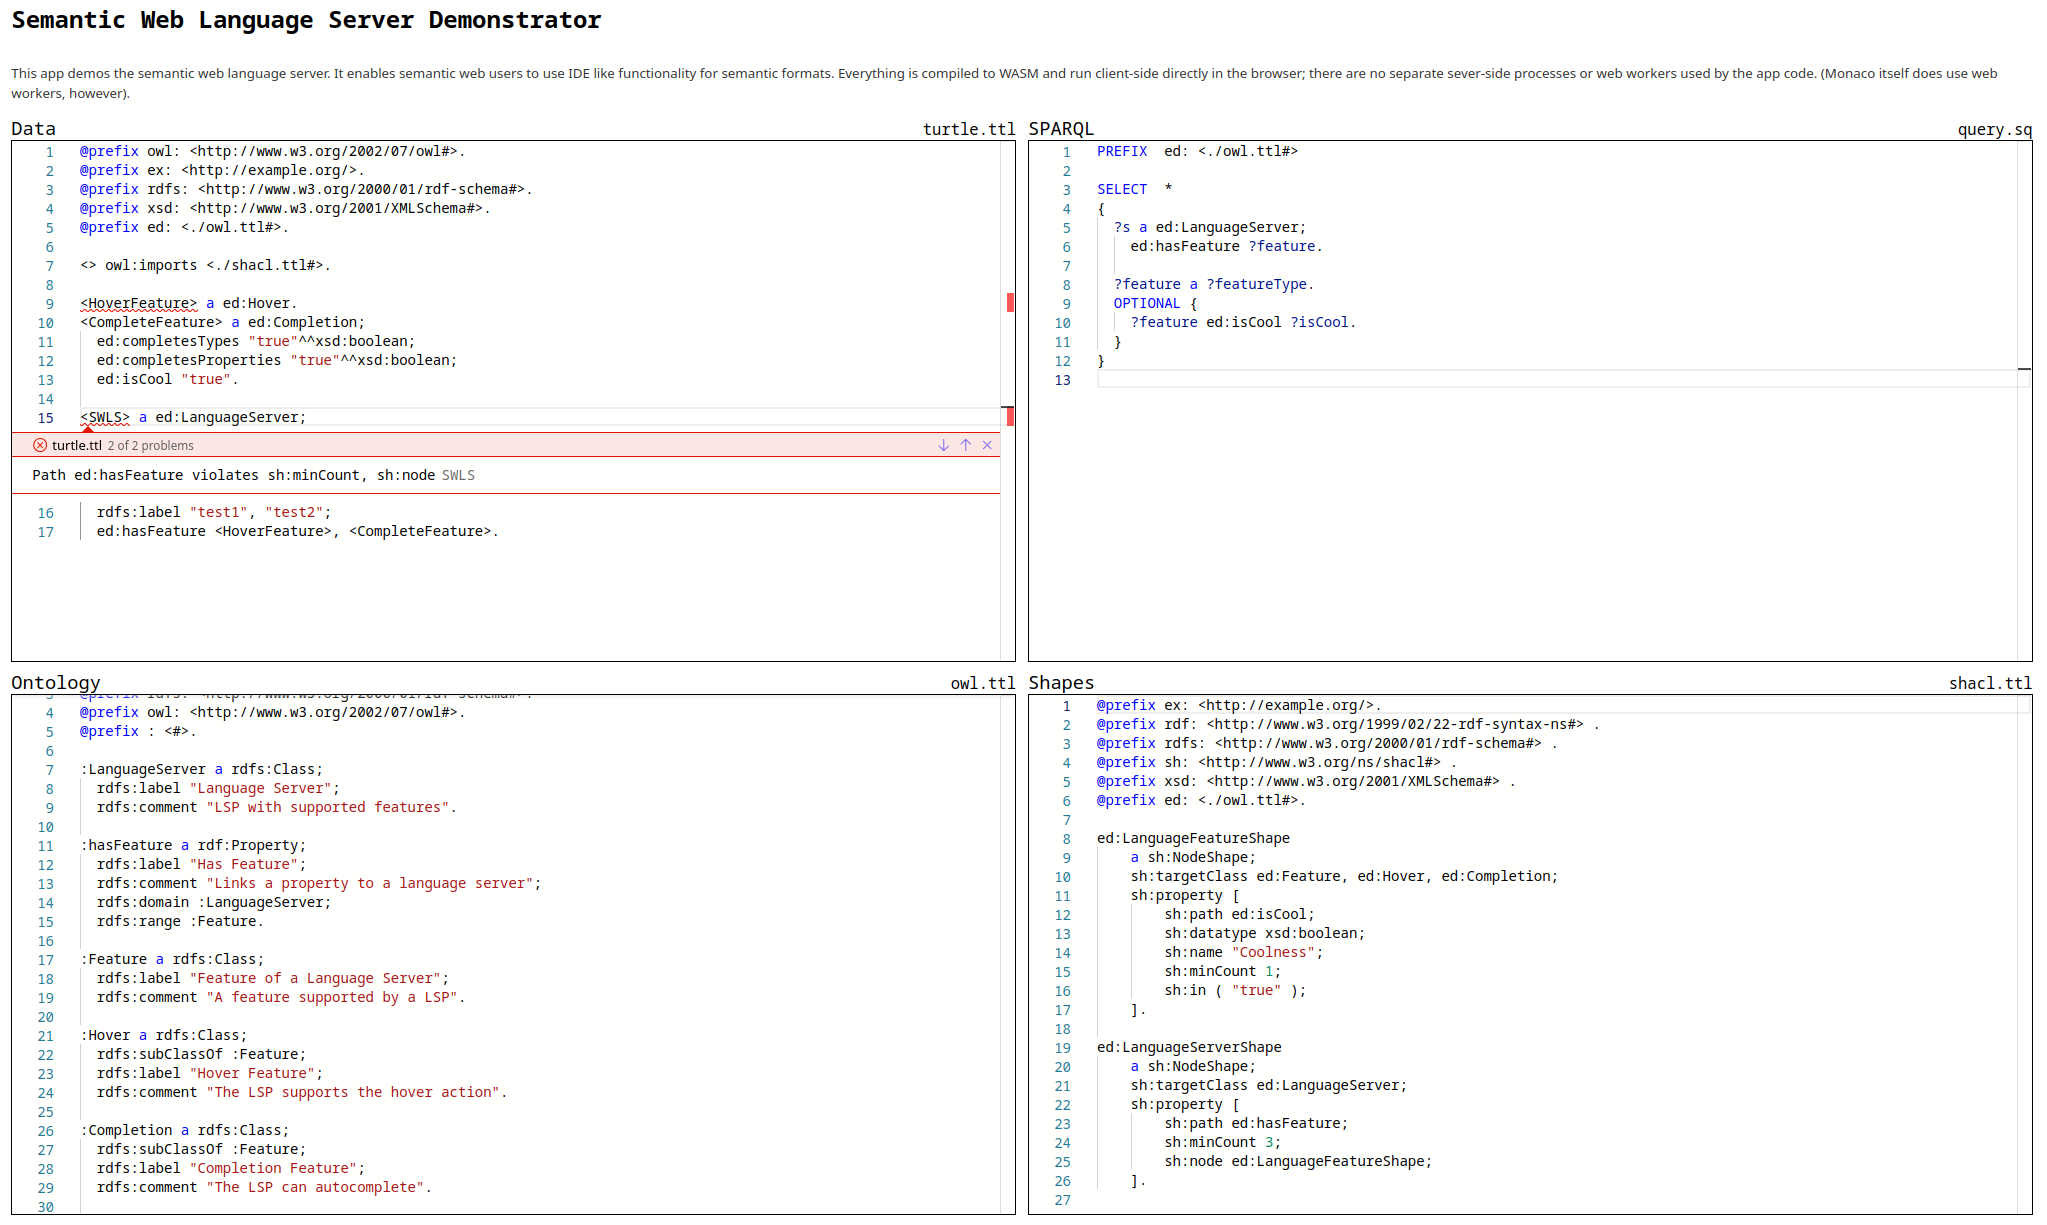 Semantic Web Language Server Demonstrator
This app demos the semantic web language server. It enables semantic web users to use IDE like functionality for semantic formats. Everything is compiled to WASM and run client-side directly in the browser; there are no separate sever-side processes or web workers used by the app code. (Monaco itself does use web
workers, however).
Data turtle.ttl
1 @prefix owl: <http://www.w3.org/2002/07/owl#>.
2 @prefix ex: <http://example.org/>.
3 @prefix rdfs: <http://www.w3.org/2000/01/rdf-schema#>.
4 @prefix xsd: <http://www.w3.org/2001/XMLSchema#>.
5 @prefix ed: <./owl.ttl#>.
6
7 <> owl:imports <./shacl.ttl#>.
8
9 <HoverFeature> a ed:Hover.
10 <CompleteFeature> a ed:Completion;
11 ed:completesTypes "true"^^xsd:boolean;
12 ed:completesProperties "true"^^xsd:boolean;
13 ed:isCool "true".
14
15 <SWLS> a ed:LanguageServer;
turtle.ttl 2 of 2 problems
Path ed:hasFeature violates sh:minCount, sh:node SWLS
16 rdfs:label "test1", "test2";
17 ed:hasFeature <HoverFeature>, <CompleteFeature>.
SPARQL query.sq
1 PREFIX ed: <./owl.ttl#>
2
3 SELECT *
4 {
5 ?s a ed:LanguageServer;
6 ed:hasFeature ?feature.
7
8 ?feature a ?featureType.
9 OPTIONAL {
10 ?feature ed:isCool ?isCool.
11 }
12 }
13
Ontology owl.ttl
3 @prefix rdfs: <http://www.w3.org/2000/01/rdf-schema#>.
4 @prefix owl: <http://www.w3.org/2002/07/owl#>.
5 @prefix : <#>.
6
7 :LanguageServer a rdfs:Class;
8 rdfs:label "Language Server";
9 rdfs:comment "LSP with supported features".
10
11 :hasFeature a rdf:Property;
12 rdfs:label "Has Feature";
13 rdfs:comment "Links a property to a language server";
14 rdfs:domain :LanguageServer;
15 rdfs:range :Feature.
16
17 :Feature a rdfs:Class;
18 rdfs:label "Feature of a Language Server";
19 rdfs:comment "A feature supported by a LSP".
20
21 :Hover a rdfs:Class;
22 rdfs:subClassOf :Feature;
23 rdfs:label "Hover Feature";
24 rdfs:comment "The LSP supports the hover action".
25
26 :Completion a rdfs:Class;
27 rdfs:subClassOf :Feature;
28 rdfs:label "Completion Feature";
29 rdfs:comment "The LSP can autocomplete".
30
Shapes shacl.ttl
1 @prefix ex: <http://example.org/>.
2 @prefix rdf: <http://www.w3.org/1999/02/22-rdf-syntax-ns#> .
3 @prefix rdfs: <http://www.w3.org/2000/01/rdf-schema#> .
4 @prefix sh: <http://www.w3.org/ns/shacl#> .
5 @prefix xsd: <http://www.w3.org/2001/XMLSchema#> .
6 @prefix ed: <./owl.ttl#>.
7
8 ed:LanguageFeatureShape
9 a sh:NodeShape;
10 sh:targetClass ed:Feature, ed:Hover, ed:Completion;
11 sh:property [
12 sh:path ed:isCool;
13 sh:datatype xsd:boolean;
14 sh:name "Coolness";
15 sh:minCount 1;
16 sh:in ( "true" );
17 ].
18
19 ed:LanguageServerShape
20 a sh:NodeShape;
21 sh:targetClass ed:LanguageServer;
22 sh:property [
23 sh:path ed:hasFeature;
24 sh:minCount 3;
25 sh:node ed:LanguageFeatureShape;
26 ].
27